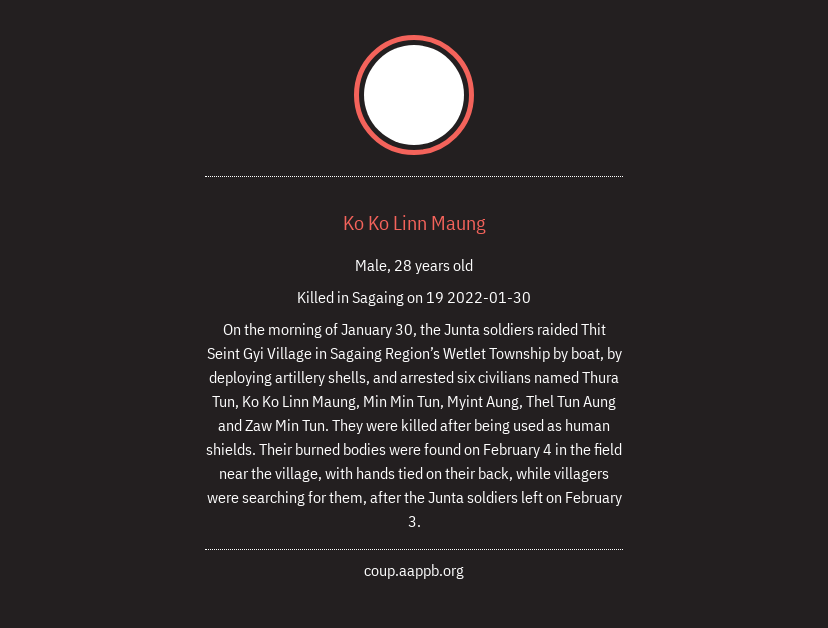 Ko Ko Linn Maung
Male, 28 years old
Killed in Sagaing on 19 2022-01-30
On the morning of January 30, the Junta soldiers raided Thit
Seint Gyi Village in Sagaing Region’s Wetlet Township by boat, by
deploying artillery shells, and arrested six civilians named Thura
Tun, Ko Ko Linn Maung, Min Min Tun, Myint Aung, Thel Tun Aung
and Zaw Min Tun. They were killed after being used as human
shields. Their burned bodies were found on February 4 in the field
near the village, with hands tied on their back, while villagers
were searching for them, after the Junta soldiers left on February
3.
coup.aappb.org